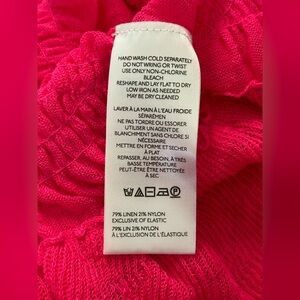 HAND WASH COLD SEPARATELY
DO NOT WRING OR TWIST
USE ONLY NON-CHLORINE
BLEACH
RESHAPE AND LAY FLAT TO DRY
LOW IRON AS NEEDED
MAY BE DRY CLEANED
LAVER À LA MAIN À L'EAU FROIDE
SÉPARÉMEN
NE PAS TORDRE OU ESSORER
UTILISER UN AGENT DE
BLANCHIMENT SANS CHLORE SI
NÉCESSAIRE
METTRE EN FORME ET SÉCHER
À PLAT
REPASSER, AU BESOIN, À TRÈS
BASSE TEMPÉRATURE
PEUT-ÊTRE ÊTRE NETTOYÉE
À SEC
79% LINEN 21% NYLON
EXCLUSIVE OF ELASTIC
79% LIN 21% NYLON
À L'EXCLUSION DE L'ÉLASTIQUE